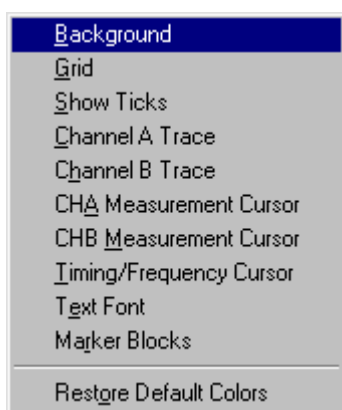 Background
Grid
Show Ticks
Channel A Trace
Channel B Trace
CHA Measurement Cursor
CHB Measurement Cursor
Timing/Frequency Cursor
Text Font
Marker Blocks
Restore Default Colors